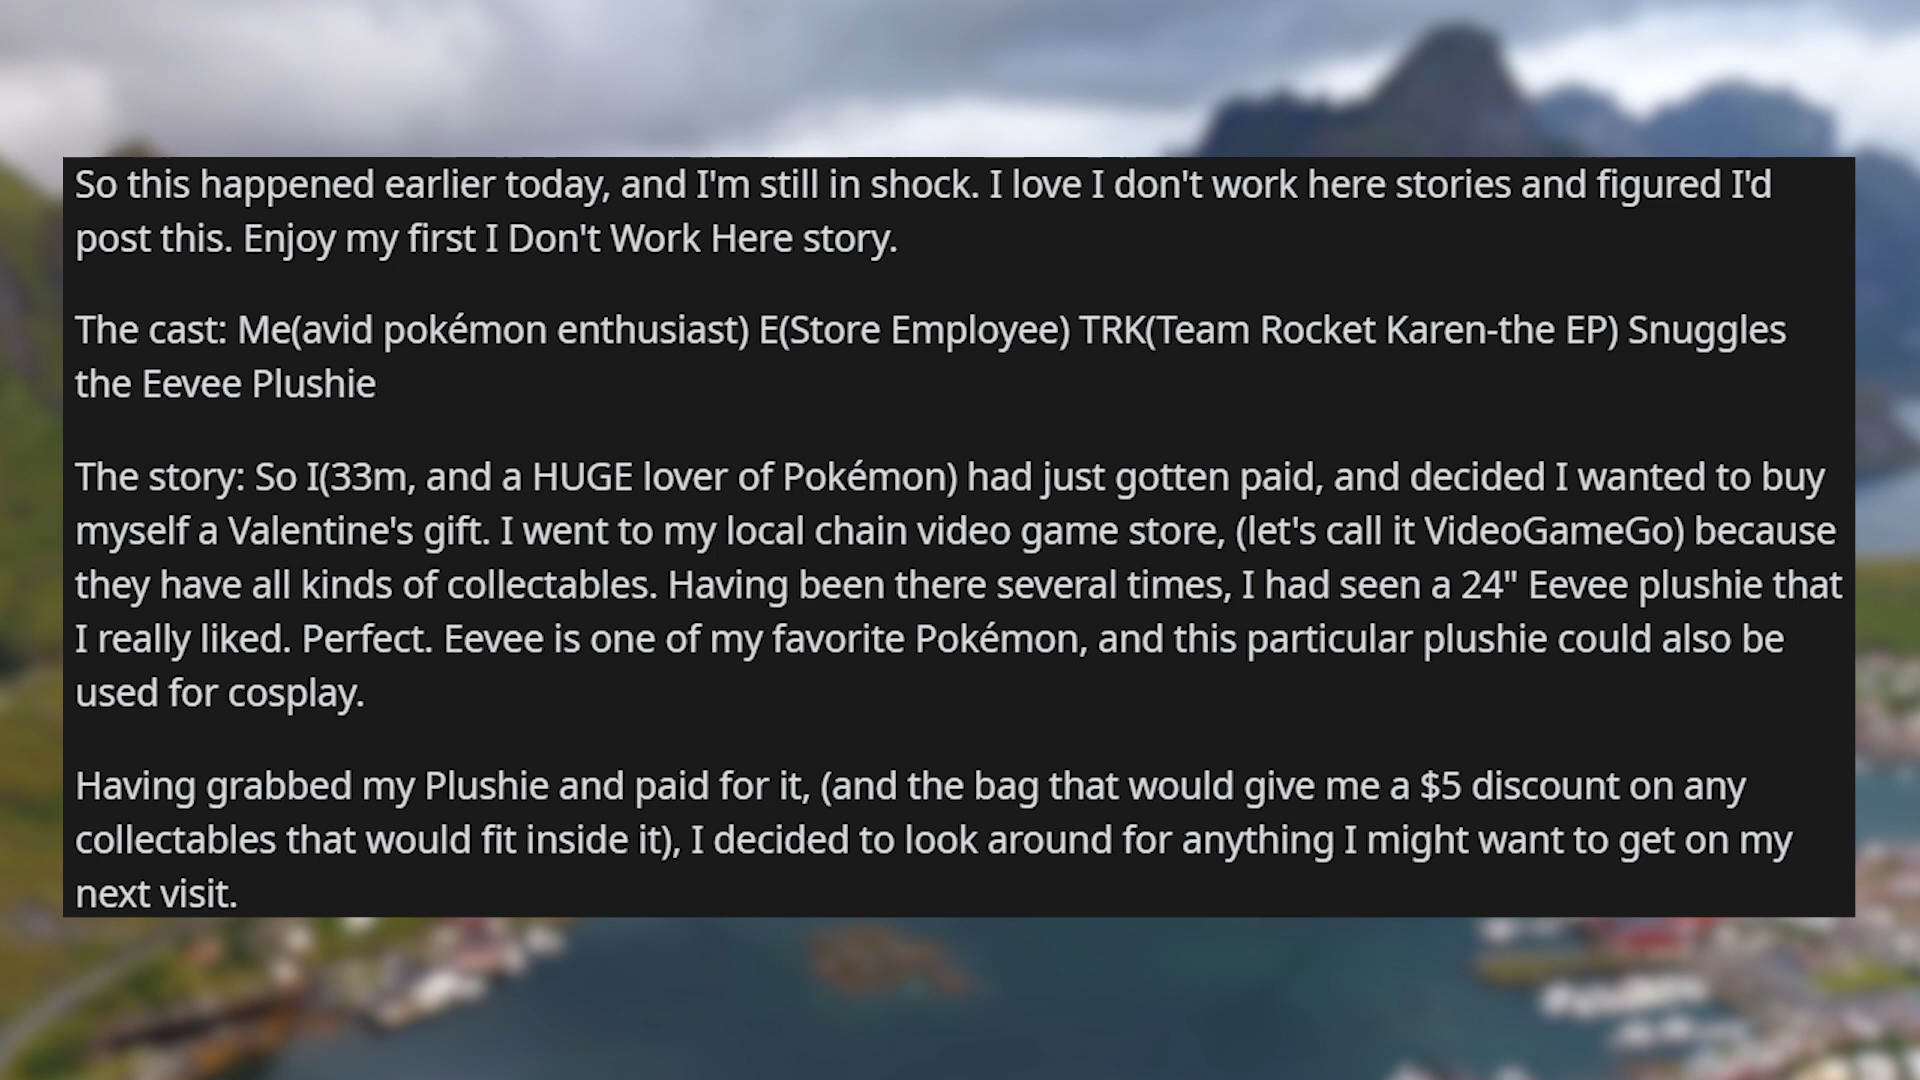 So this happened earlier today, and I'm still in shock. I love I don't work here stories and figured I'd
post this. Enjoy my first I Don't Work Here story.
The cast: Me(avid pokémon enthusiast) E(Store Employee) TRK(Team Rocket Karen-the EP) Snuggles
the Eevee Plushie
The story: So I(33m, and a HUGE lover of Pokémon) had just gotten paid, and decided I wanted to buy
myself a Valentine's gift. I went to my local chain video game store, (let's call it VideoGameGo) because
they have all kinds of collectables. Having been there several times, I had seen a 24" Eevee plushie that
I really liked. Perfect. Eevee is one of my favorite Pokémon, and this particular plushie could also be
used for cosplay.
Having grabbed my Plushie and paid for it, (and the bag that would give me a $5 discount on any
collectables that would fit inside it), I decided to look around for anything I might want to get on my
next visit.